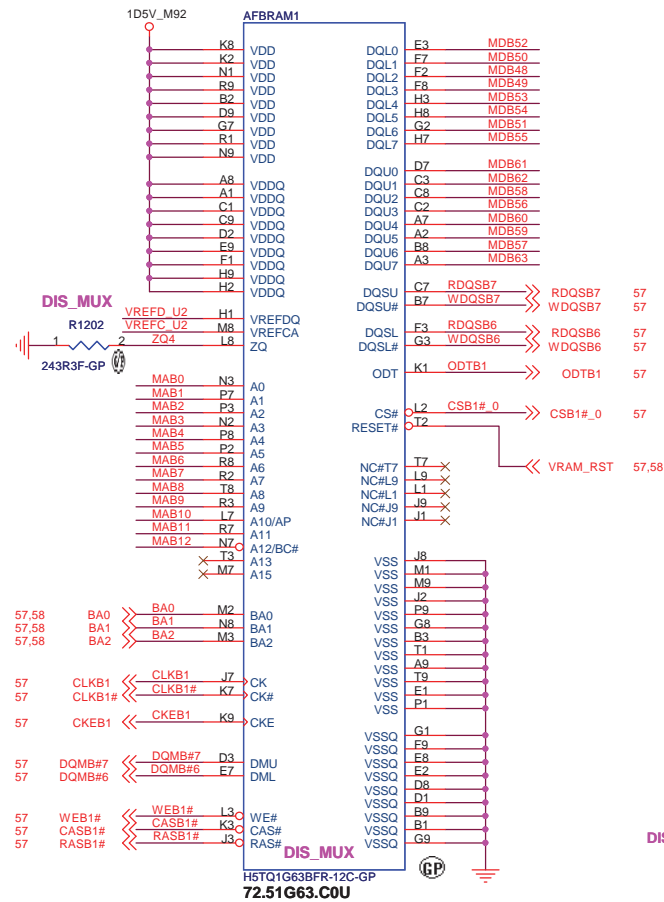 1D5V_M92
AFBRAM1
K8 VDD
K2 VDD
N1 VDD
R9 VDD
B2 VDD
D9 VDD
G7 VDD
R1 VDD
N9 VDD
A8 VDDQ
A1 VDDQ
C1 VDDQ
C9 VDDQ
D2 VDDQ
E9 VDDQ
F1 VDDQ
H9 VDDQ
H2 VDDQ
DIS_MUX
R1202
1 2
243R3F-GP
VREFD_U2 H1 VREFDQ
VREFC_U2 M8 VREFCA
ZQ4 L8 ZQ
MAB0 N3 A0
MAB1 P7 A1
MAB2 P3 A2
MAB3 N2 A3
MAB4 P8 A4
MAB5 P2 A5
MAB6 R8 A6
MAB7 R2 A7
MAB8 T8 A8
MAB9 R3 A9
MAB10 L7 A10/AP
MAB11 R7 A11
MAB12 N7 A12/BC#
T3 A13
M7 A15
57,58 BA0 BA0 M2 BA0
57,58 BA1 BA1 N8 BA1
57,58 BA2 BA2 M3 BA2
57 CLKB1 CLKB1 J7 CK
57 CLKB1# CLKB1# K7 CK#
57 CKEB1 CKEB1 K9 CKE
57 DQMB#7 DQMB#7 D3 DMU
57 DQMB#6 DQMB#6 E7 DML
57 WEB1# WEB1# L3 WE#
57 CASB1# CASB1# K3 CAS#
57 RASB1# RASB1# J3 RAS#
DQL0 E3 MDB52
DQL1 F7 MDB50
DQL2 F2 MDB48
DQL3 F8 MDB49
DQL4 H3 MDB53
DQL5 H8 MDB54
DQL6 G2 MDB51
DQL7 H7 MDB55
DQU0 D7 MDB61
DQU1 C3 MDB62
DQU2 C8 MDB58
DQU3 C2 MDB56
DQU4 A7 MDB60
DQU5 A2 MDB59
DQU6 B8 MDB57
DQU7 A3 MDB63
DQSU C7 RDQSB7 RDQSB7 57
DQSU# B7 WDQSB7 WDQSB7 57
DQSL F3 RDQSB6 RDQSB6 57
DQSL# G3 WDQSB6 WDQSB6 57
ODT K1 ODTB1 ODTB1 57
CS# L2 CSB1#_0 CSB1#_0 57
RESET# T2
VRAM_RST 57,58
NC#T7 T7
NC#L9 L9
NC#L1 L1
NC#J9 J9
NC#J1 J1
VSS J8
VSS M1
VSS M9
VSS J2
VSS P9
VSS G8
VSS B3
VSS T1
VSS A9
VSS T9
VSS E1
VSS P1
VSSQ G1
VSSQ F9
VSSQ E8
VSSQ E2
VSSQ D8
VSSQ D1
VSSQ B9
VSSQ B1
VSSQ G9
DIS_MUX
GP
H5TQ1G63BFR-12C-GP
72.51G63.C0U
DIS